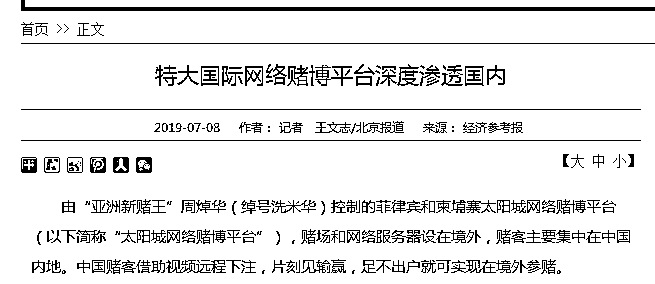 首页 >> 正文
特大国际网络赌博平台深度渗透国内
2019-07-08 作者： 记者 王文志/北京报道 来源： 经济参考报
【大 中 小】
由“亚洲新赌王”周焯华（绰号洗米华）控制的菲律宾和柬埔寨太阳城网络赌博平台
（以下简称“太阳城网络赌博平台”），赌场和网络服务器设在境外，赌客主要集中在中国
内地。中国赌客借助视频远程下注，片刻见输赢，足不出户就可实现在境外参赌。